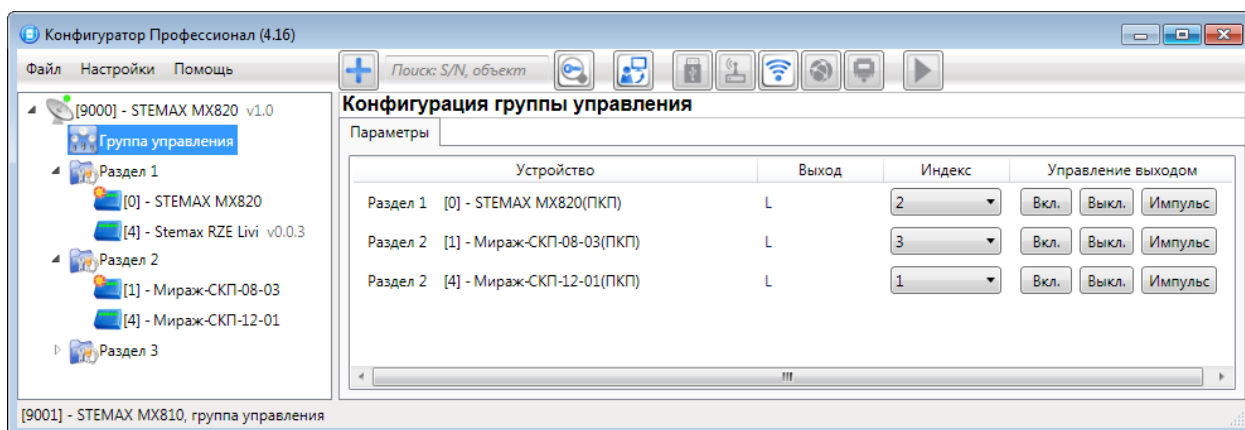 Конфигуратор Профессионал (4.16)
Файл Настройки Помощь
Поиск: S/N, объект
[9000] - STEMAX MX820 v1.0
Группа управления
Раздел 1
[0] - STEMAX MX820
[4] - Stemax RZE Livi v0.0.3
Раздел 2
[1] - Мираж-СКП-08-03
[4] - Мираж-СКП-12-01
Раздел 3
Конфигурация группы управления
Параметры
Устройство Выход Индекс Управление выходом
Раздел 1 [0] - STEMAX MX820(ПКП) L 2 Вкл. Выкл. Импульс
Раздел 2 [1] - Мираж-СКП-08-03(ПКП) L 3 Вкл. Выкл. Импульс
Раздел 2 [4] - Мираж-СКП-12-01(ПКП) L 1 Вкл. Выкл. Импульс
[9001] - STEMAX MX810, группа управления